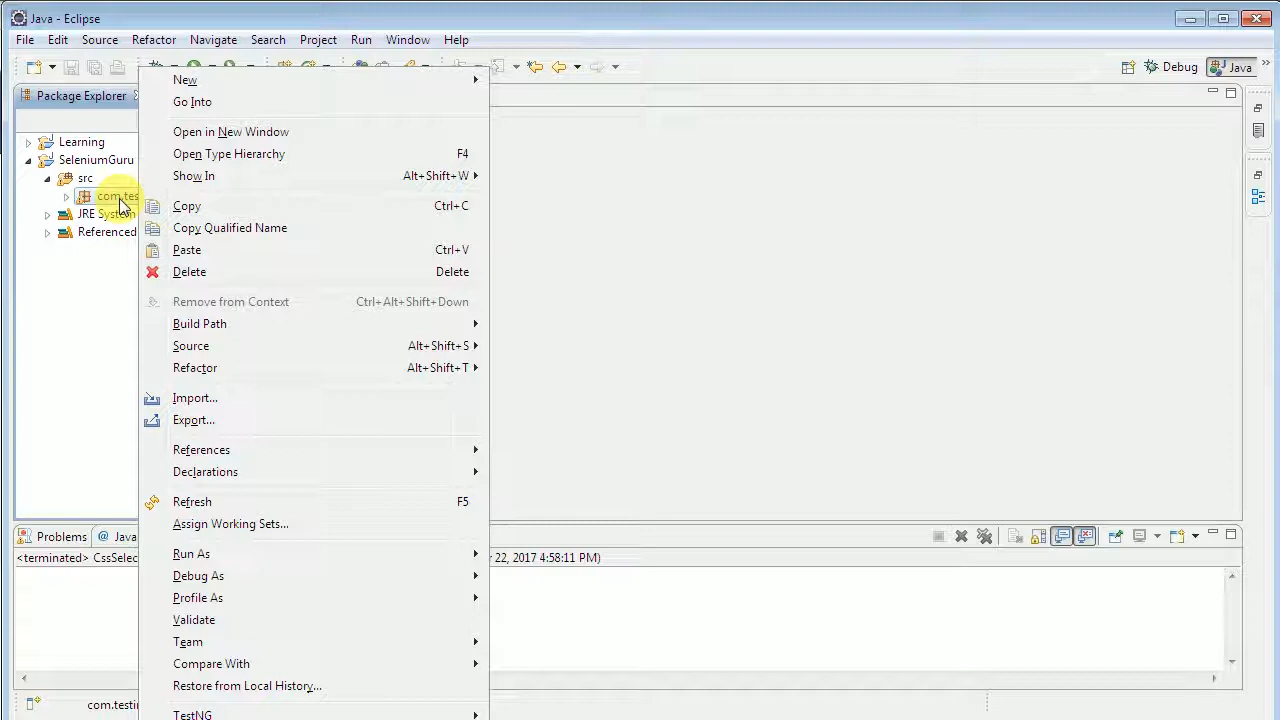 Java - Eclipse
File Edit Source Refactor Navigate Search Project Run Window Help
Debug Java
Package Explorer
Learning
SeleniumGuru
src
com.tes
JRE System
Referenced
New
Go Into
Open in New Window
Open Type Hierarchy F4
Show In Alt+Shift+W
Copy Ctrl+C
Copy Qualified Name
Paste Ctrl+V
Delete Delete
Remove from Context Ctrl+Alt+Shift+Down
Build Path
Source Alt+Shift+S
Refactor Alt+Shift+T
Import...
Export...
References
Declarations
Refresh F5
Assign Working Sets...
Run As
Debug As
Profile As
Validate
Team
Compare With
Restore from Local History...
TestNG
Problems @ Java
<terminated> CssSelec 22, 2017 4:58:11 PM)
com.testin